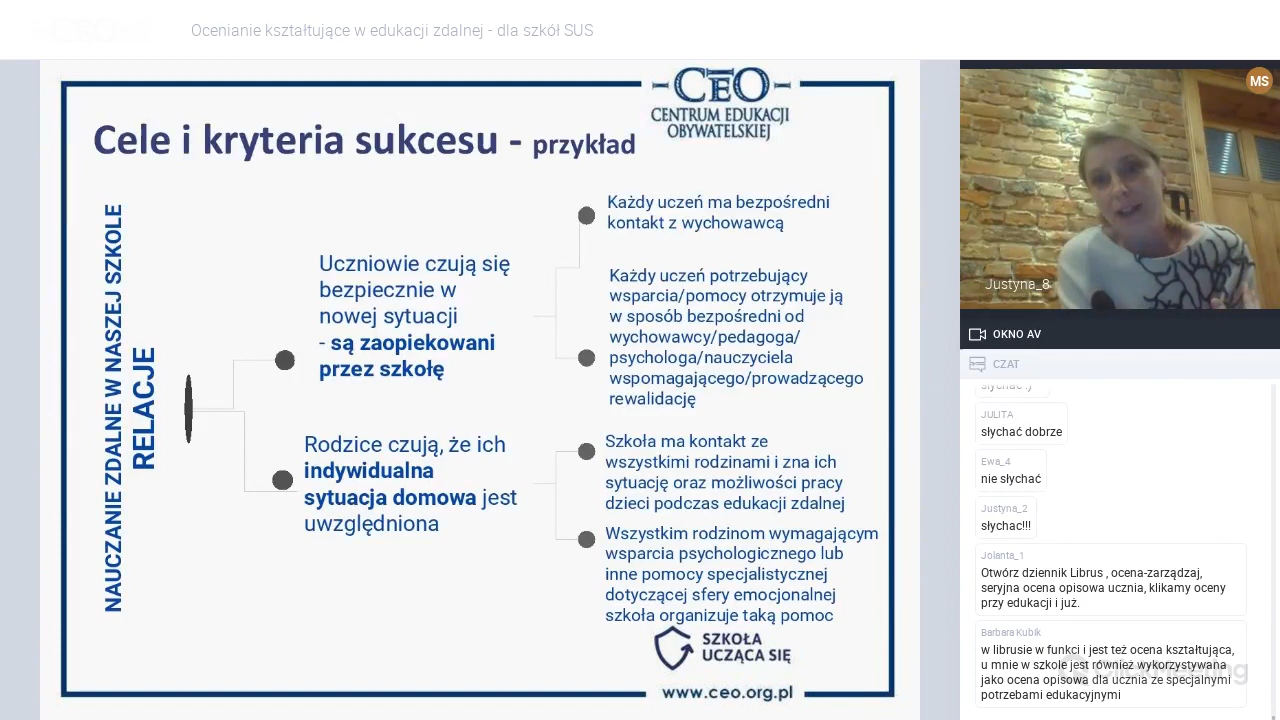 Ocenianie kształtujące w edukacji zdalnej - dla szkół SUS
CEO
CENTRUM EDUKACJI
OBYWATELSKIEJ
Cele i kryteria sukcesu - przykład
NAUCZANIE ZDALNE W NASZEJ SZKOLE
RELACJE
Uczniowie czują się
bezpiecznie w
nowej sytuacji
- są zaopiekowani
przez szkołę
Rodzice czują, że ich
indywidualna
sytuacja domowa jest
uwzględniona
Każdy uczeń ma bezpośredni
kontakt z wychowawcą
Każdy uczeń potrzebujący
wsparcia/pomocy otrzymuje ją
w sposób bezpośredni od
wychowawcy/pedagoga/
psychologa/nauczyciela
wspomagającego/prowadzącego
rewalidację
Szkoła ma kontakt ze
wszystkimi rodzinami i zna ich
sytuację oraz możliwości pracy
dzieci podczas edukacji zdalnej
Wszystkim rodzinom wymagającym
wsparcia psychologicznego lub
inne pomocy specjalistycznej
dotyczącej sfery emocjonalnej
szkoła organizuje taką pomoc
SZKOŁA
UCZĄCA SIĘ
www.ceo.org.pl
MS
Justyna_8
OKNO AV
CZAT
słychać :)
JULITA
słychać dobrze
Ewa_4
nie słychać
Justyna_2
słychac!!!
Jolanta_1
Otwórz dziennik Librus , ocena-zarządzaj,
seryjna ocena opisowa ucznia, klikamy oceny
przy edukacji i już.
Barbara Kubik
w librusie w funkcj i jest też ocena kształtująca,
u mnie w szkole jest również wykorzystywana
jako ocena opisowa dla ucznia ze specjalnymi
potrzebami edukacyjnymi